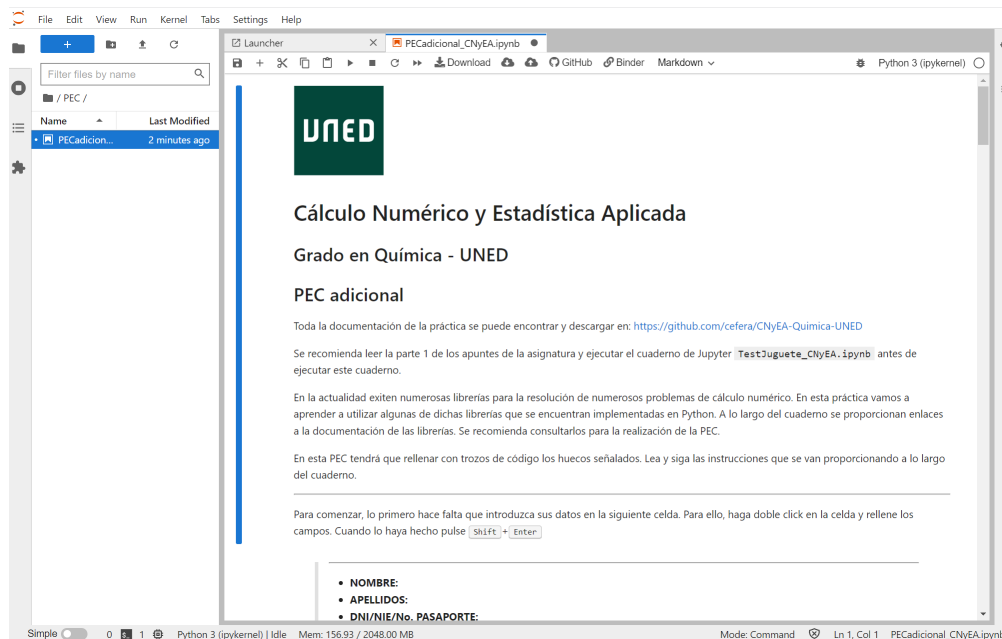 File Edit View Run Kernel Tabs Settings Help
Filter files by name
/ PEC /
Name Last Modified
PECadicion... 2 minutes ago
Launcher
PECadicional_CNyEA.ipynb
Download GitHub Binder Markdown Python 3 (ipykernel)
UNED
Cálculo Numérico y Estadística Aplicada
Grado en Química - UNED
PEC adicional
Toda la documentación de la práctica se puede encontrar y descargar en: https://github.com/cefera/CNyEA-Quimica-UNED
Se recomienda leer la parte 1 de los apuntes de la asignatura y ejecutar el cuaderno de Jupyter TestJuguete_CNyEA.ipynb antes de
ejecutar este cuaderno.
En la actualidad exiten numerosas librerías para la resolución de numerosos problemas de cálculo numérico. En esta práctica vamos a
aprender a utilizar algunas de dichas librerías que se encuentran implementadas en Python. A lo largo del cuaderno se proporcionan enlaces
a la documentación de las librerías. Se recomienda consultarlos para la realización de la PEC.
En esta PEC tendrá que rellenar con trozos de código los huecos señalados. Lea y siga las instrucciones que se van proporcionando a lo largo
del cuaderno.
Para comenzar, lo primero hace falta que introduzca sus datos en la siguiente celda. Para ello, haga doble click en la celda y rellene los
campos. Cuando lo haya hecho pulse Shift + Enter
• NOMBRE:
• APELLIDOS:
• DNI/NIE/No. PASAPORTE:
Simple 0 $_ 1 Python 3 (ipykernel) | Idle Mem: 156.93 / 2048.00 MB Mode: Command Ln 1, Col 1 PECadicional_CNyEA.ipynb